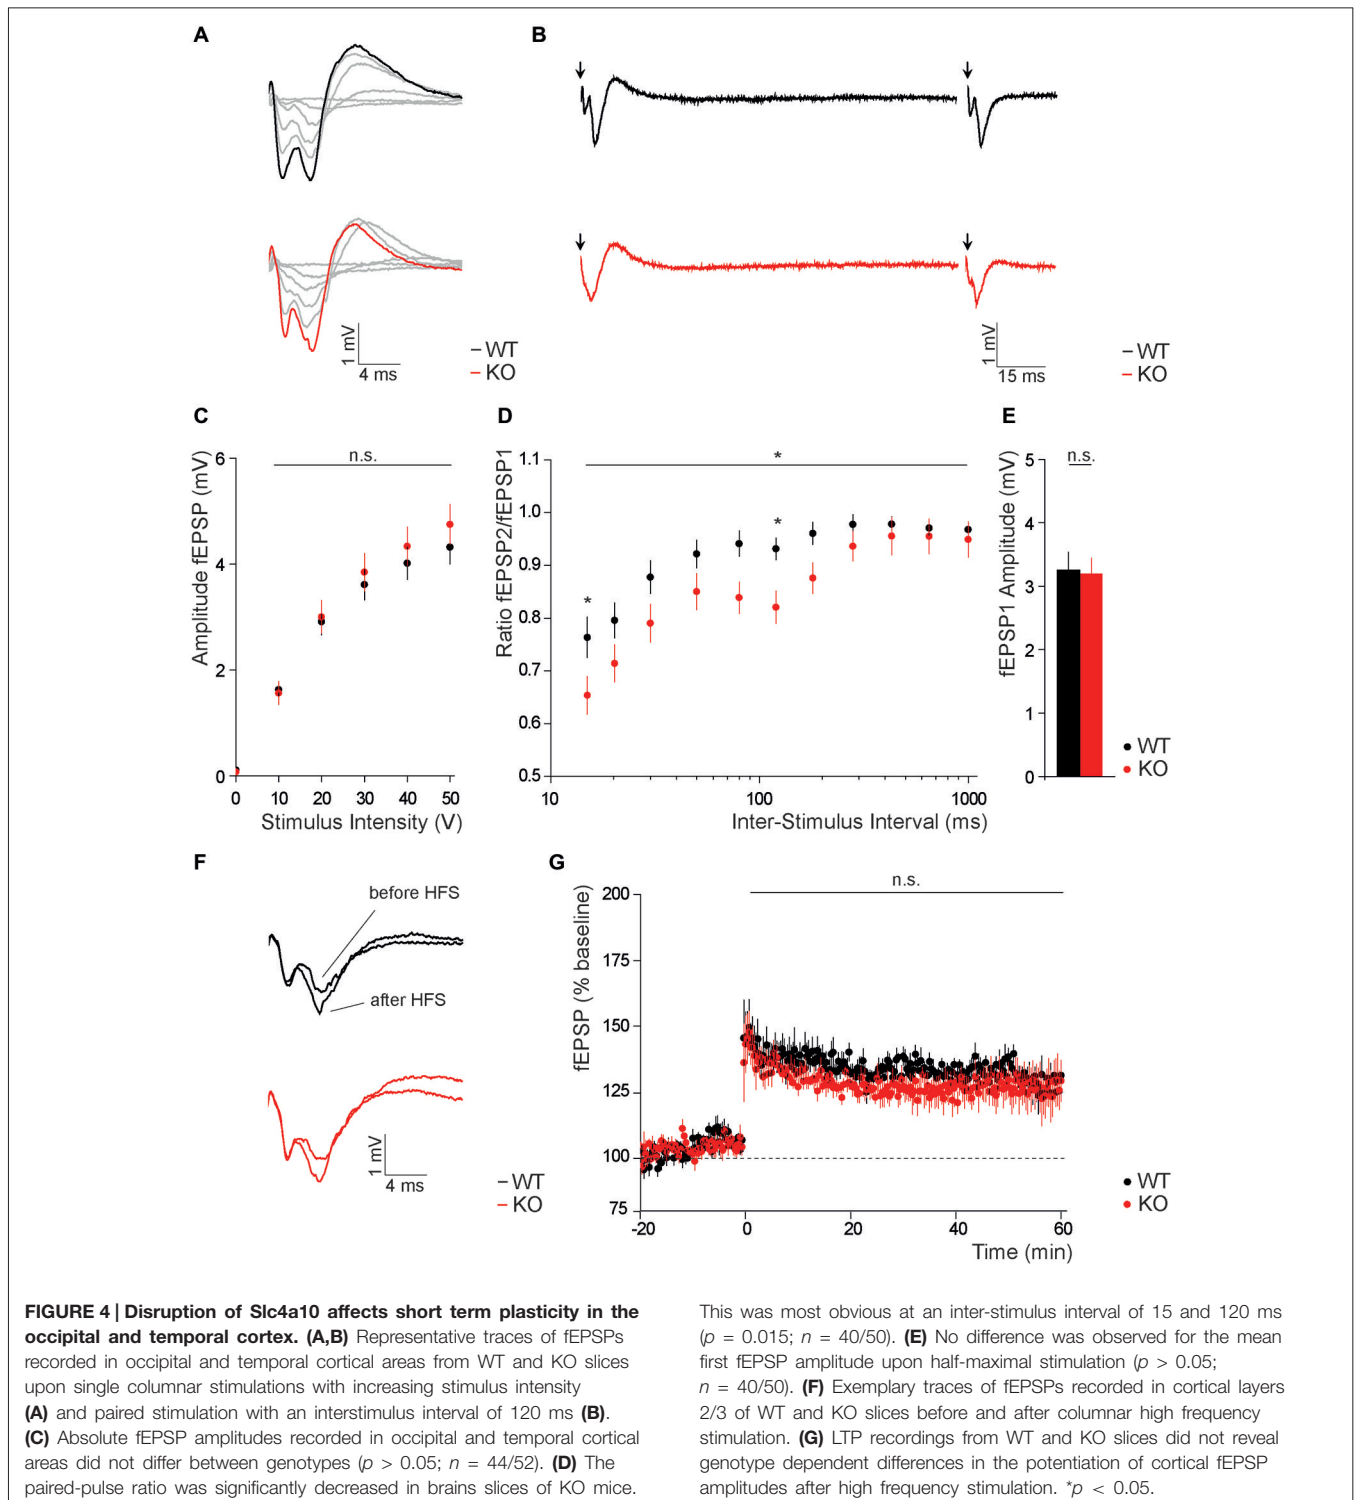 A
B
1 mV
4 ms
– WT
– KO
1 mV
15 ms
– WT
– KO
C
D
E
Amplitude fEPSP (mV)
n.s.
6
4
2
0
0 10 20 30 40 50
Stimulus Intensity (V)
Ratio fEPSP2/fEPSP1
*
*
*
1.1
1.0
0.9
0.8
0.7
0.6
0.5
10 100 1000
Inter-Stimulus Interval (ms)
fEPSP1 Amplitude (mV)
n.s.
5
4
3
2
1
0
WT
KO
F
G
before HFS
after HFS
1 mV
4 ms
– WT
– KO
fEPSP (% baseline)
n.s.
200
175
150
125
100
75
-20 0 20 40 60
Time (min)
WT
KO
FIGURE 4 | Disruption of Slc4a10 affects short term plasticity in the
occipital and temporal cortex. (A,B) Representative traces of fEPSPs
recorded in occipital and temporal cortical areas from WT and KO slices
upon single columnar stimulations with increasing stimulus intensity
(A) and paired stimulation with an interstimulus interval of 120 ms (B).
(C) Absolute fEPSP amplitudes recorded in occipital and temporal cortical
areas did not differ between genotypes (p > 0.05; n = 44/52). (D) The
paired-pulse ratio was significantly decreased in brains slices of KO mice.
This was most obvious at an inter-stimulus interval of 15 and 120 ms
(p = 0.015; n = 40/50). (E) No difference was observed for the mean
first fEPSP amplitude upon half-maximal stimulation (p > 0.05;
n = 40/50). (F) Exemplary traces of fEPSPs recorded in cortical layers
2/3 of WT and KO slices before and after columnar high frequency
stimulation. (G) LTP recordings from WT and KO slices did not reveal
genotype dependent differences in the potentiation of cortical fEPSP
amplitudes after high frequency stimulation. *p < 0.05.